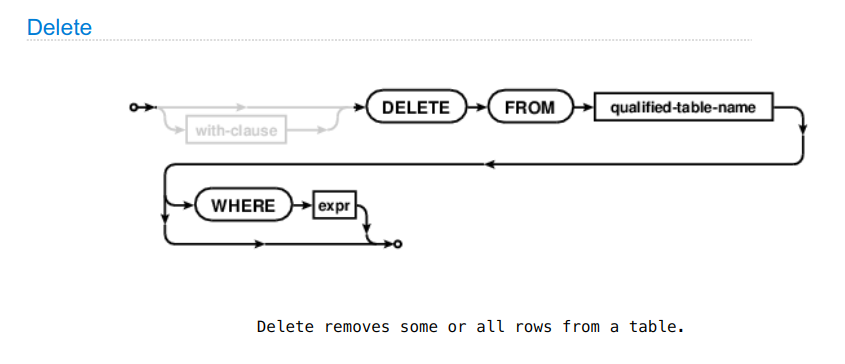 Delete
DELETE FROM qualified-table-name
with-clause
WHERE expr
Delete removes some or all rows from a table.